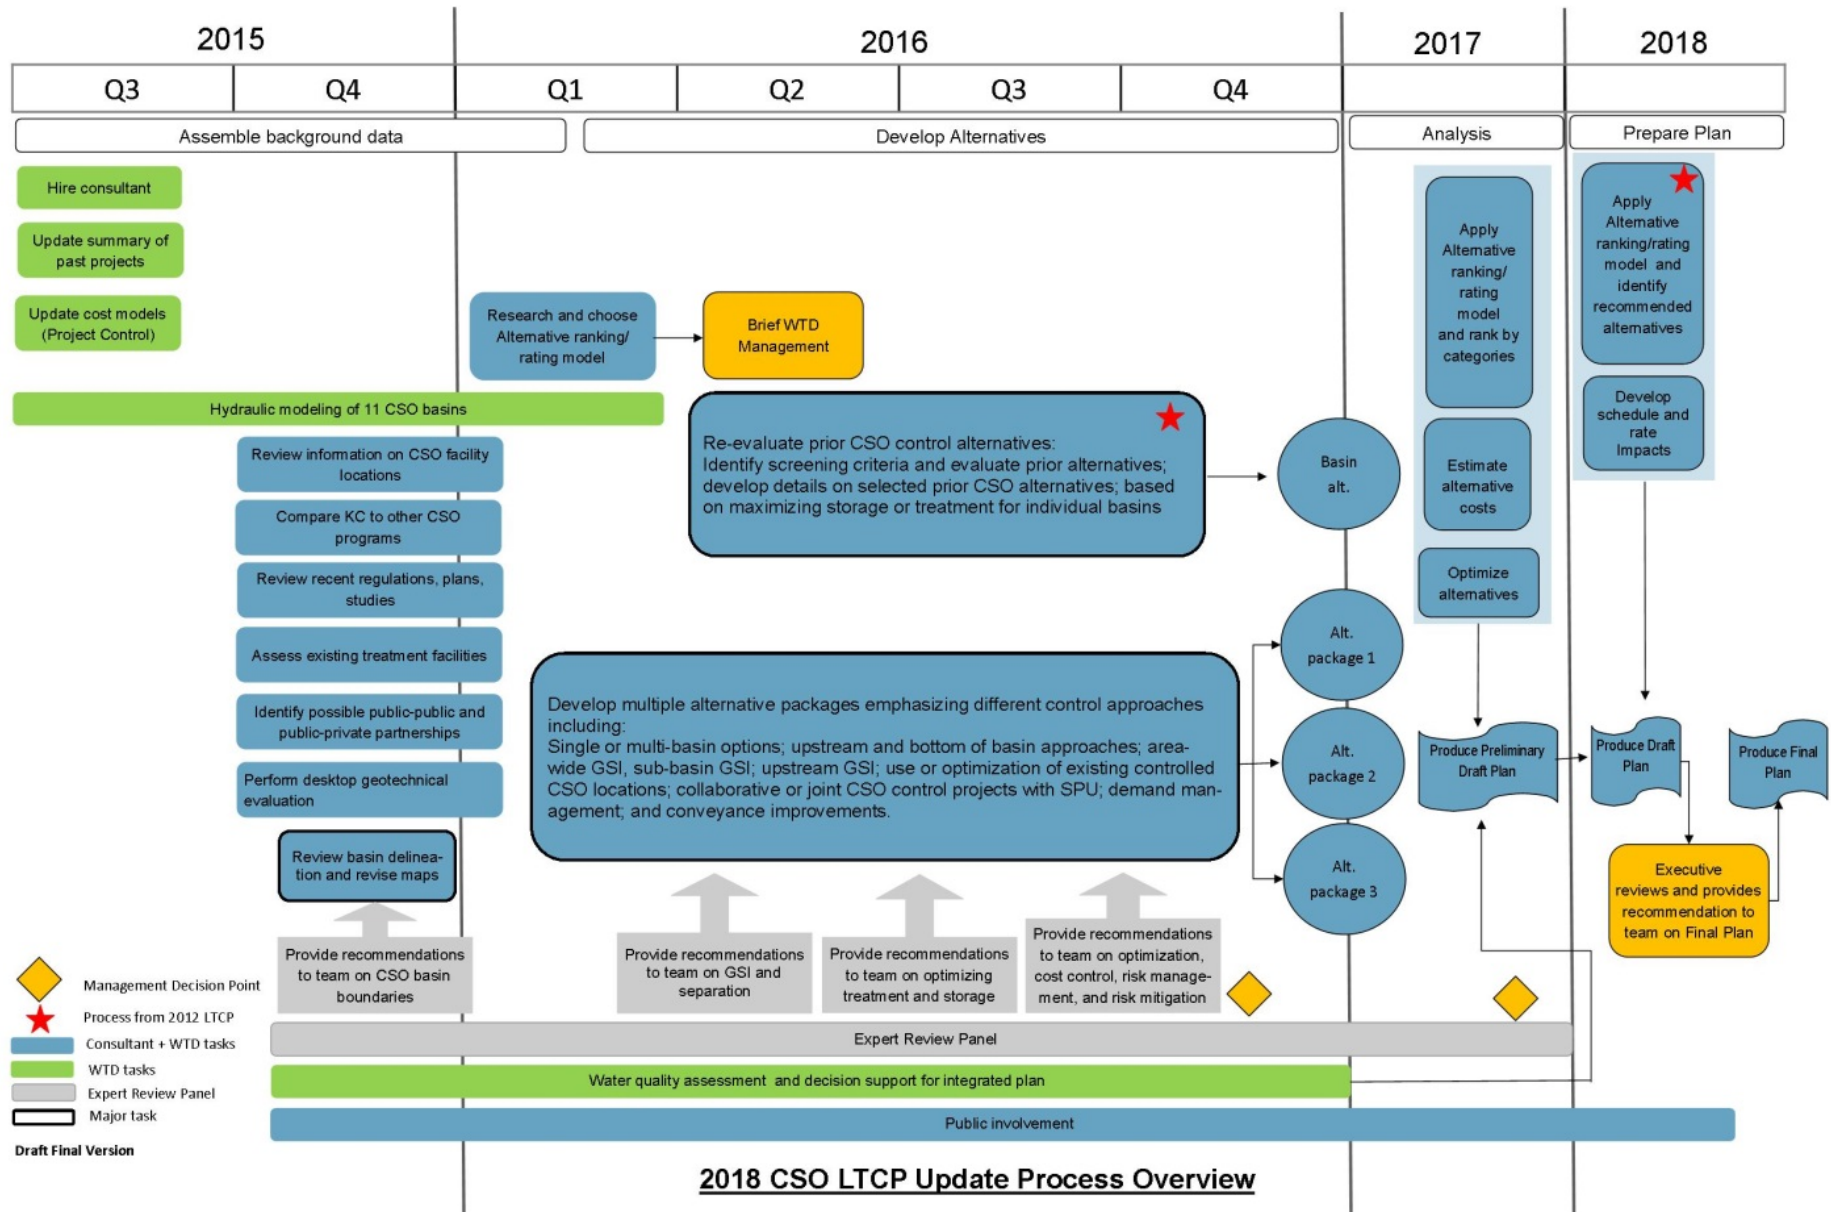 2015
2016
2017
2018
Q3
Q4
Q1
Q2
Q3
Q4
Assemble background data
Develop Alternatives
Analysis
Prepare Plan
Hire consultant
Update summary of
past projects
Update cost models
(Project Control)
Research and choose
Alternative ranking/
rating model
Brief WTD
Management
Hydraulic modeling of 11 CSO basins
Review information on CSO facility
locations
Compare KC to other CSO
programs
Review recent regulations, plans,
studies
Assess existing treatment facilities
Identify possible public-public and
public-private partnerships
Perform desktop geotechnical
evaluation
Review basin delinea-
tion and revise maps
Re-evaluate prior CSO control alternatives:
Identify screening criteria and evaluate prior alternatives;
develop details on selected prior CSO alternatives; based
on maximizing storage or treatment for individual basins
Develop multiple alternative packages emphasizing different control approaches
including:
Single or multi-basin options; upstream and bottom of basin approaches; area-
wide GSI, sub-basin GSI; upstream GSI; use or optimization of existing controlled
CSO locations; collaborative or joint CSO control projects with SPU; demand man-
agement; and conveyance improvements.
Basin
alt.
Alt.
package 1
Alt.
package 2
Alt.
package 3
Apply
Alternative
ranking/
rating
model
and rank by
categories
Estimate
alternative
costs
Optimize
alternatives
Apply
Alternative
ranking/rating
model and
identify
recommended
alternatives
Develop
schedule and
rate
Impacts
Produce Preliminary
Draft Plan
Produce Draft
Plan
Produce Final
Plan
Executive
reviews and provides
recommendation to
team on Final Plan
Provide recommendations
to team on CSO basin
boundaries
Provide recommendations
to team on GSI and
separation
Provide recommendations
to team on optimizing
treatment and storage
Provide recommendations
to team on optimization,
cost control, risk manage-
ment, and risk mitigation
Management Decision Point
Process from 2012 LTCP
Consultant + WTD tasks
WTD tasks
Expert Review Panel
Major task
Draft Final Version
Expert Review Panel
Water quality assessment and decision support for integrated plan
Public involvement
2018 CSO LTCP Update Process Overview